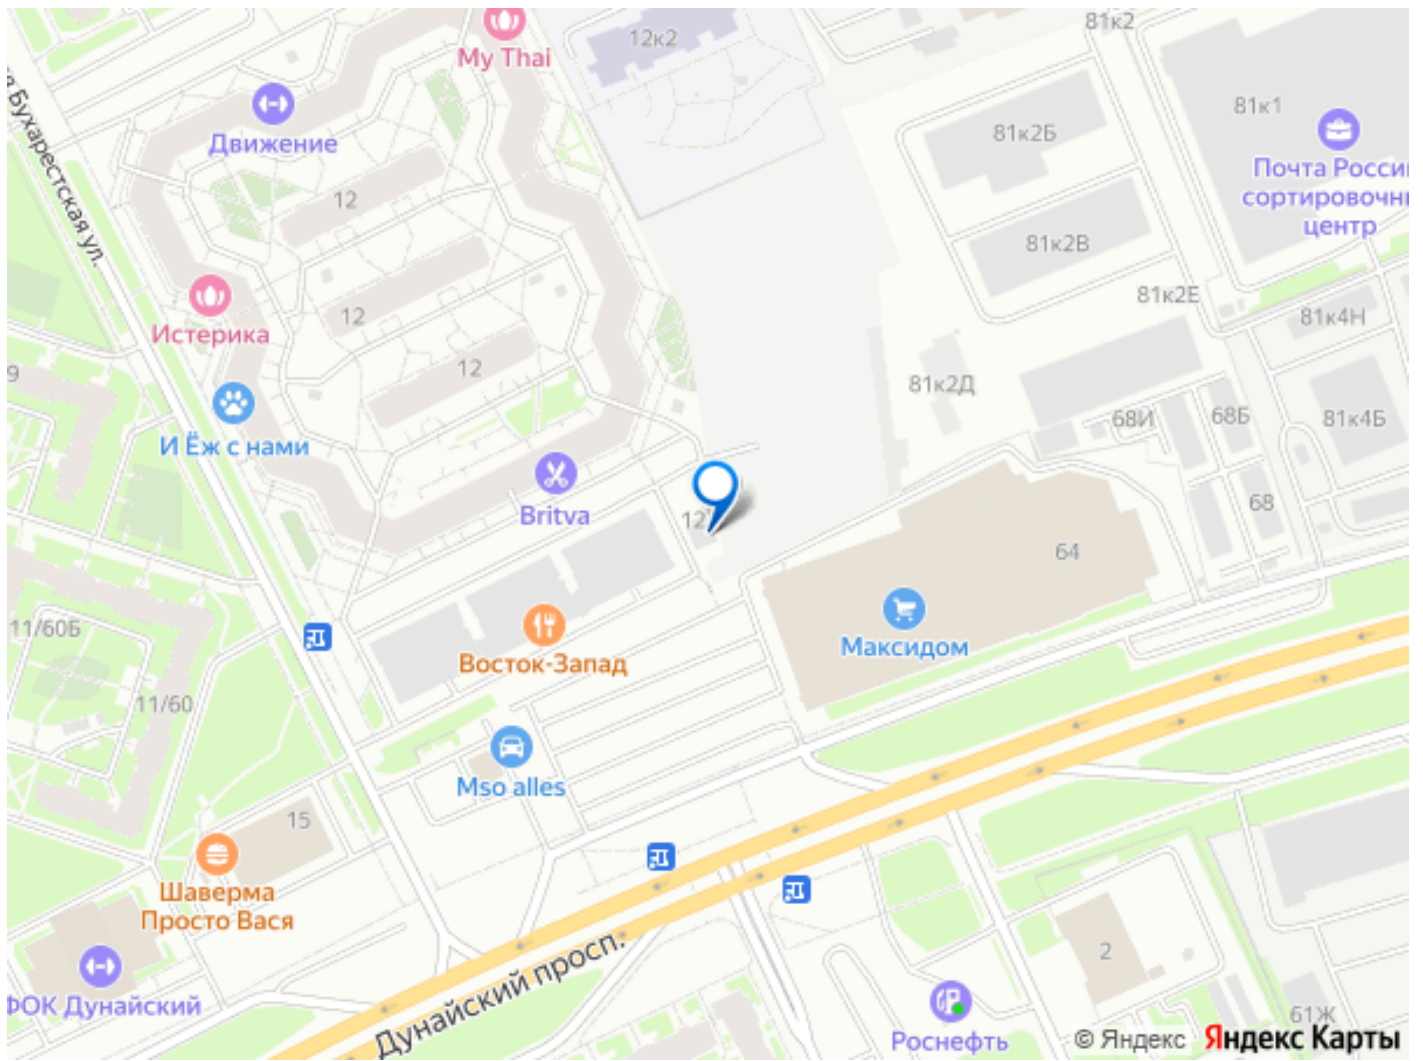 81к2
12к2
My Thai
81к1
Движение
81к2Б
Почта России
сортировочн
центр
Бухарестская ул.
12
81к2В
81к2Е
Истерика
12
81к4Н
9
12
81к2Д
68И
68Б
81к4Б
И Ёж с нами
Britva
12
68
64
Максидом
11/60Б
Восток-Запад
11/60
Mso alles
15
Шаверма
Просто Вася
2
Дунайский просп.
ФОК Дунайский
61Ж
Роснефть
© Яндекс Яндекс Карты